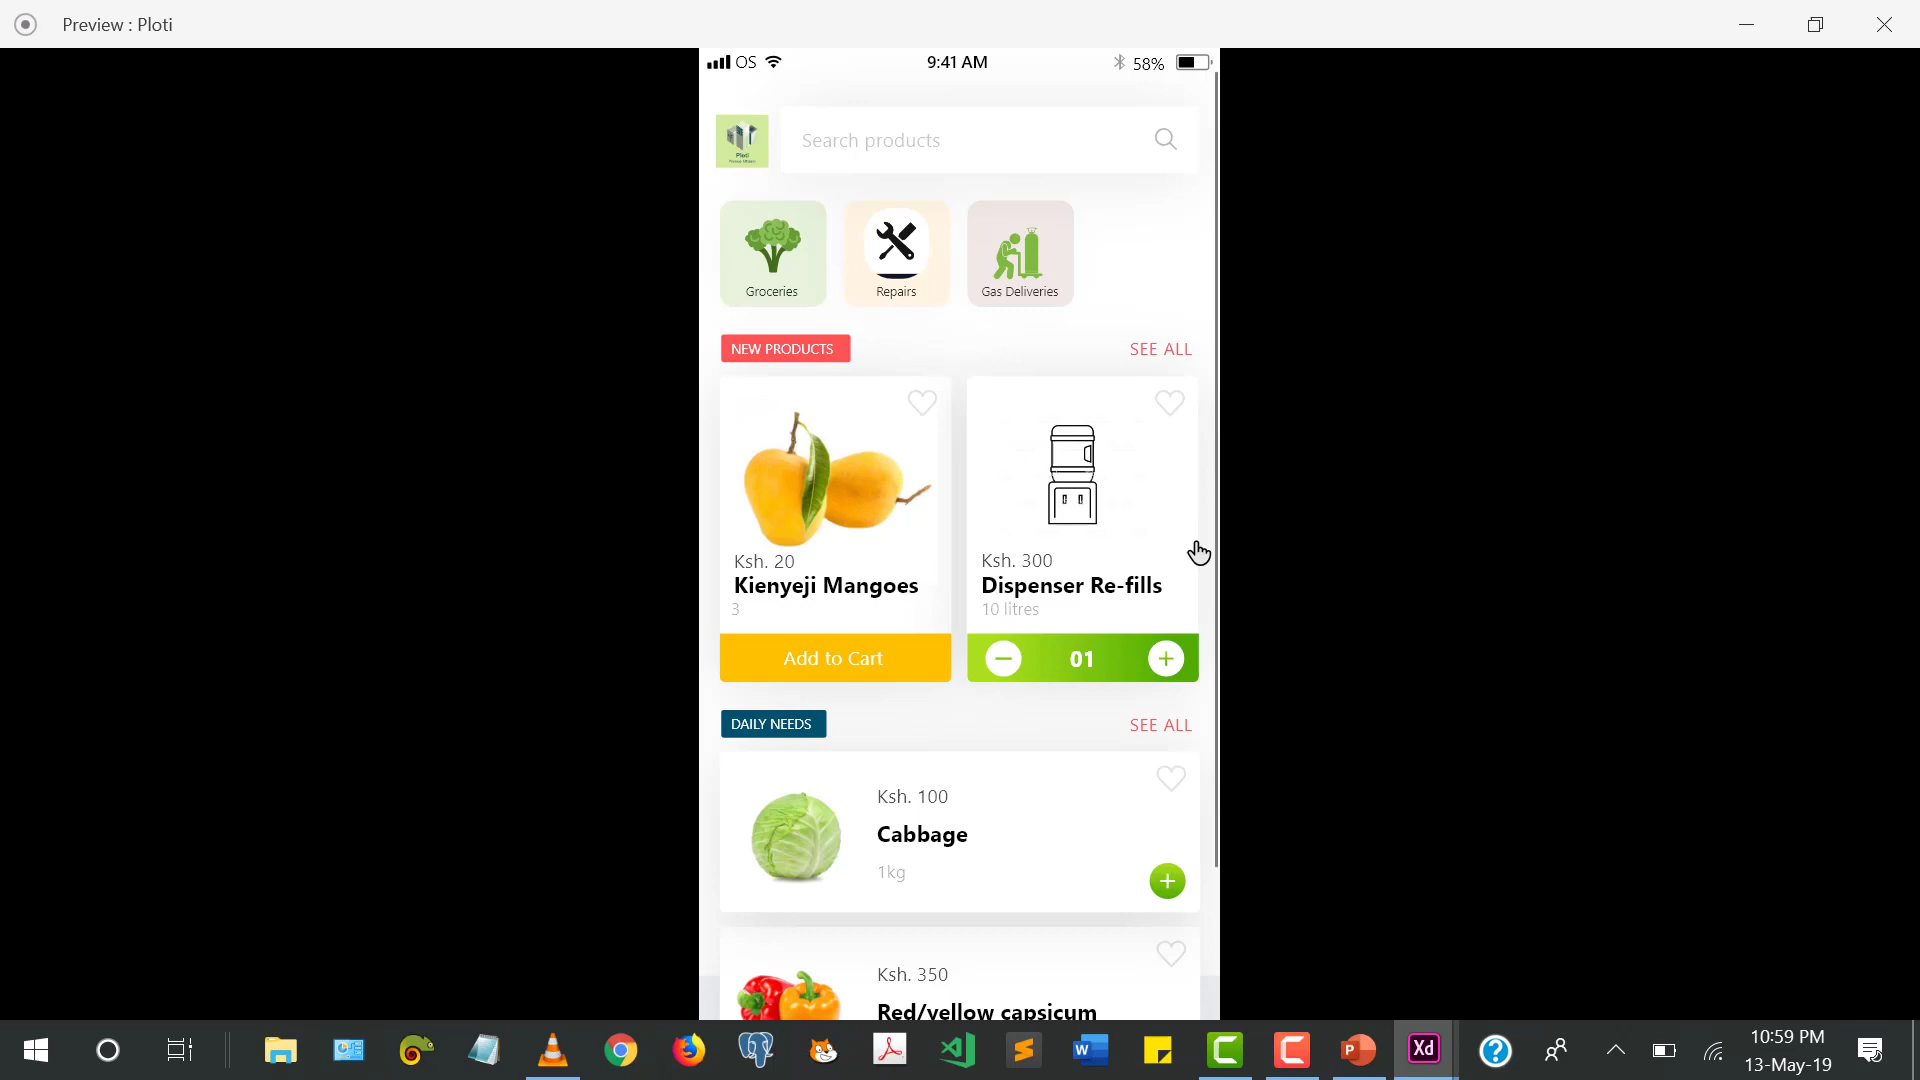 Preview : Ploti
OS
9:41 AM
58%
Ploti
Search products
Groceries
Repairs
Gas Deliveries
NEW PRODUCTS
SEE ALL
Ksh. 20
Kienyeji Mangoes
3
Add to Cart
Ksh. 300
Dispenser Re-fills
10 litres
01
DAILY NEEDS
SEE ALL
Ksh. 100
Cabbage
1kg
Ksh. 350
Red/yellow capsicum
Xd
10:59 PM
13-May-19